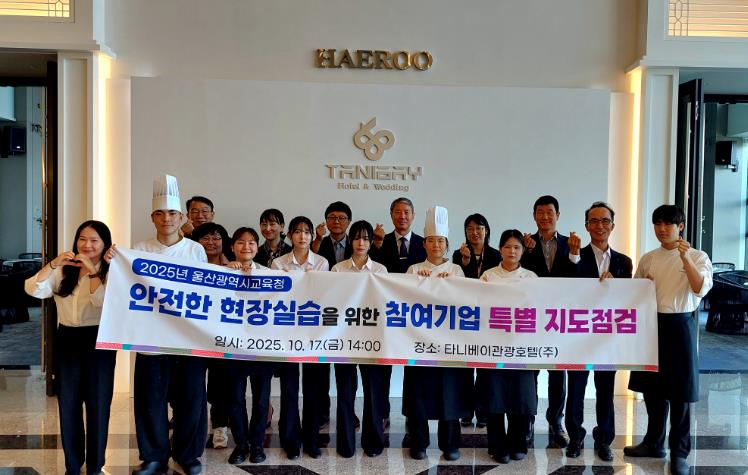 HAEROO
TANIBAY
Hotel & Wedding
2025년 울산광역시교육청
안전한 현장실습을 위한 참여기업 특별 지도점검
일시: 2025. 10. 17.(금) 14:00 장소: 타니베이관광호텔(주)